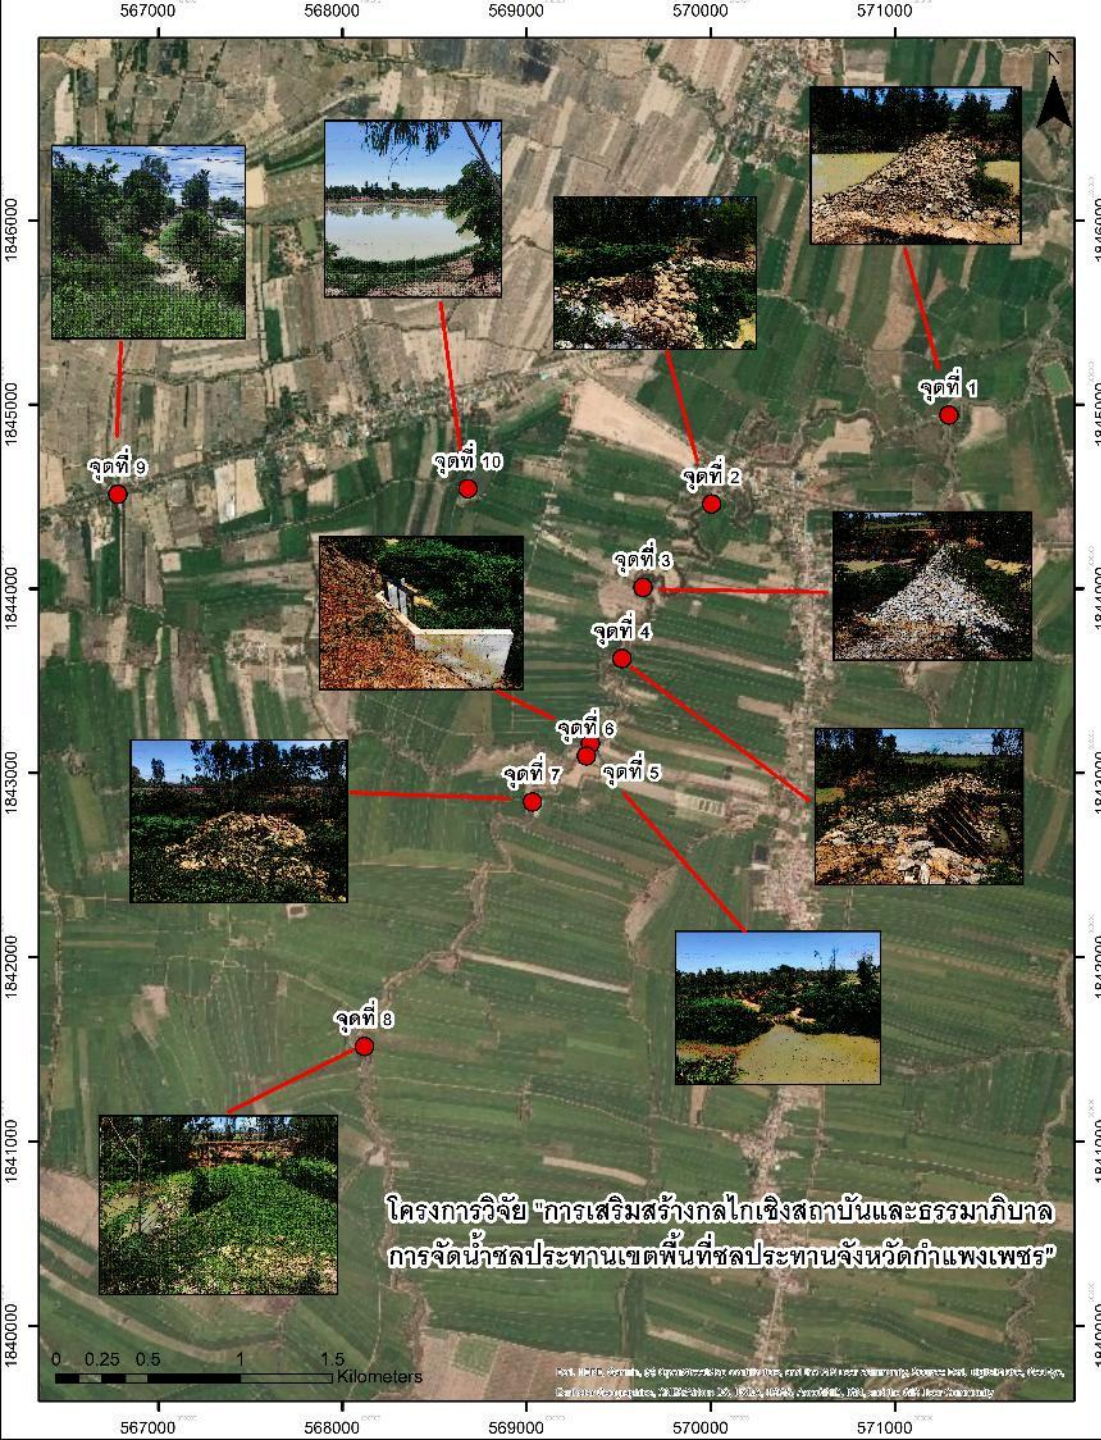 567000 568000 569000 570000 571000
N
1846000 1846000
จุดที่ 1
1845000 1845000
จุดที่ 9
จุดที่ 10
จุดที่ 2
จุดที่ 3
1844000 1844000
จุดที่ 4
จุดที่ 6
จุดที่ 7
จุดที่ 5
1843000 1843000
1842000 1842000
จุดที่ 8
1841000 1841000
โครงการวิจัย "การเสริมสร้างกลไกเชิงสถาบันและธรรมาภิบาล
การจัดน้ำชลประทานเขตพื้นที่ชลประทานจังหวัดกำแพงเพชร"
1840000 1840000
0 0.25 0.5 1 1.5
Kilometers
567000 568000 569000 570000 571000